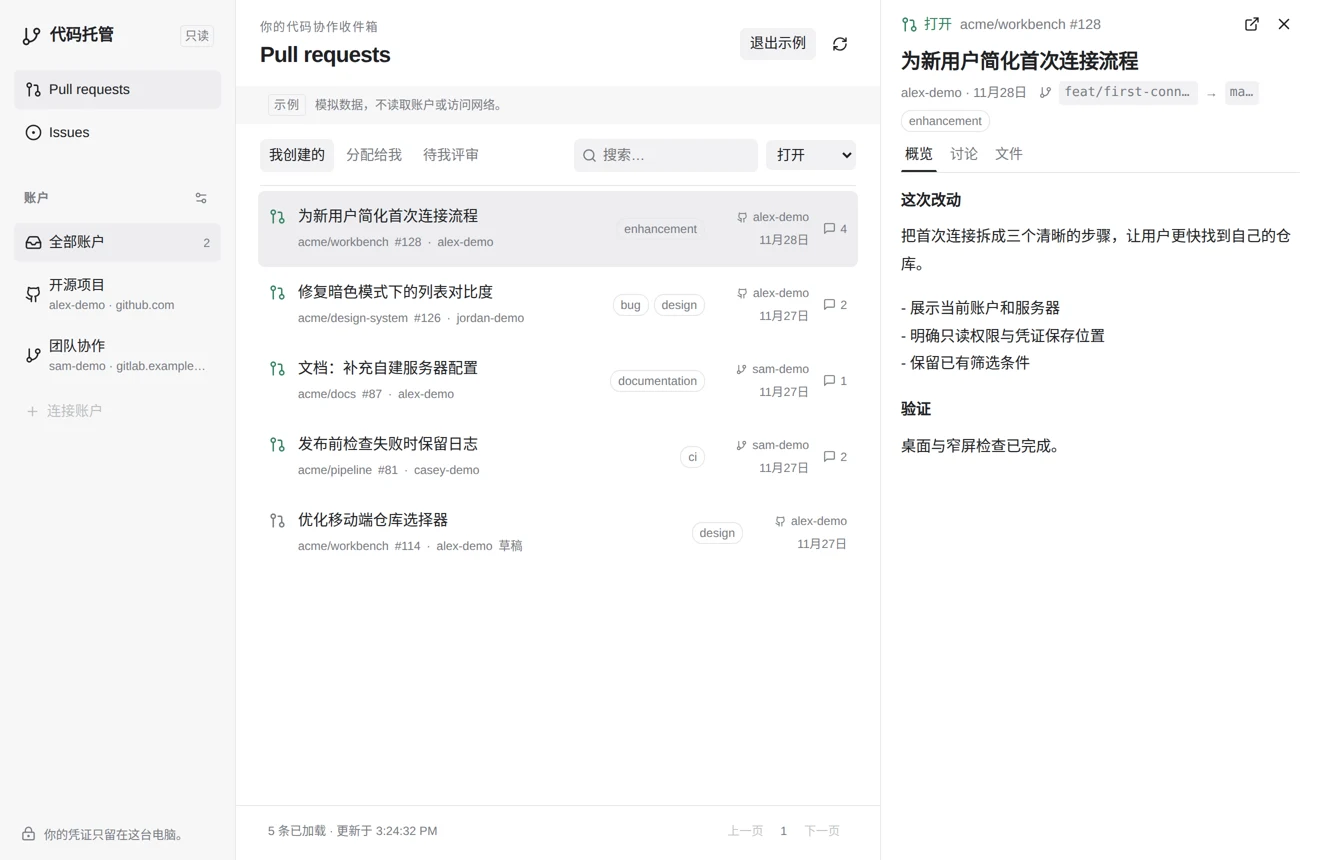 代码托管
只读
Pull requests
Issues
账户
全部账户
2
开源项目
alex-demo · github.com
团队协作
sam-demo · gitlab.example…
连接账户
你的凭证只留在这台电脑。
你的代码协作收件箱
Pull requests
退出示例
示例 模拟数据，不读取账户或访问网络。
我创建的 分配给我 待我评审
搜索…
打开
为新用户简化首次连接流程
acme/workbench #128 · alex-demo
enhancement
alex-demo
11月28日
4
修复暗色模式下的列表对比度
acme/design-system #126 · jordan-demo
bug design
alex-demo
11月27日
2
文档：补充自建服务器配置
acme/docs #87 · alex-demo
documentation
sam-demo
11月27日
1
发布前检查失败时保留日志
acme/pipeline #81 · casey-demo
ci
sam-demo
11月27日
2
优化移动端仓库选择器
acme/workbench #114 · alex-demo 草稿
design
alex-demo
11月27日
5 条已加载 · 更新于 3:24:32 PM
上一页 1 下一页
打开 acme/workbench #128
为新用户简化首次连接流程
alex-demo · 11月28日 feat/first-conn… → ma…
enhancement
概览 讨论 文件
这次改动
把首次连接拆成三个清晰的步骤，让用户更快找到自己的仓
库。
- 展示当前账户和服务器
- 明确只读权限与凭证保存位置
- 保留已有筛选条件
验证
桌面与窄屏检查已完成。